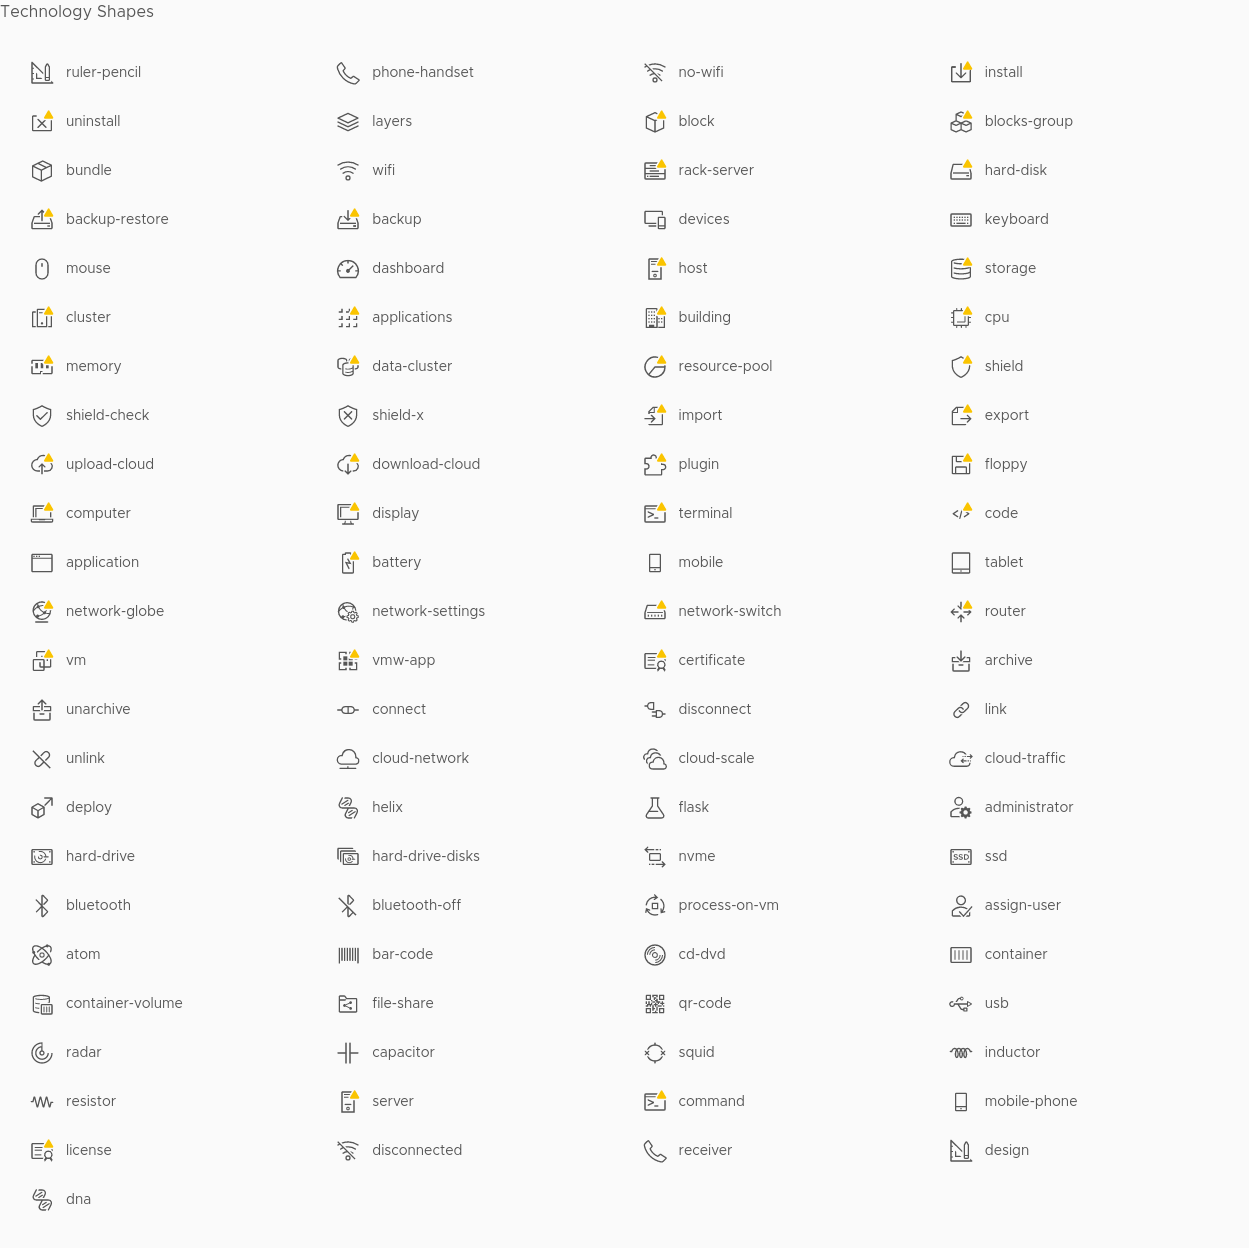 Technology Shapes
ruler-pencil phone-handset no-wifi install
uninstall layers block blocks-group
bundle wifi rack-server hard-disk
backup-restore backup devices keyboard
mouse dashboard host storage
cluster applications building cpu
memory data-cluster resource-pool shield
shield-check shield-x import export
upload-cloud download-cloud plugin floppy
computer display terminal code
application battery mobile tablet
network-globe network-settings network-switch router
vm vmw-app certificate archive
unarchive connect disconnect link
unlink cloud-network cloud-scale cloud-traffic
deploy helix flask administrator
hard-drive hard-drive-disks nvme SSD ssd
bluetooth bluetooth-off process-on-vm assign-user
atom bar-code cd-dvd container
container-volume file-share qr-code usb
radar capacitor squid inductor
resistor server command mobile-phone
license disconnected receiver design
dna